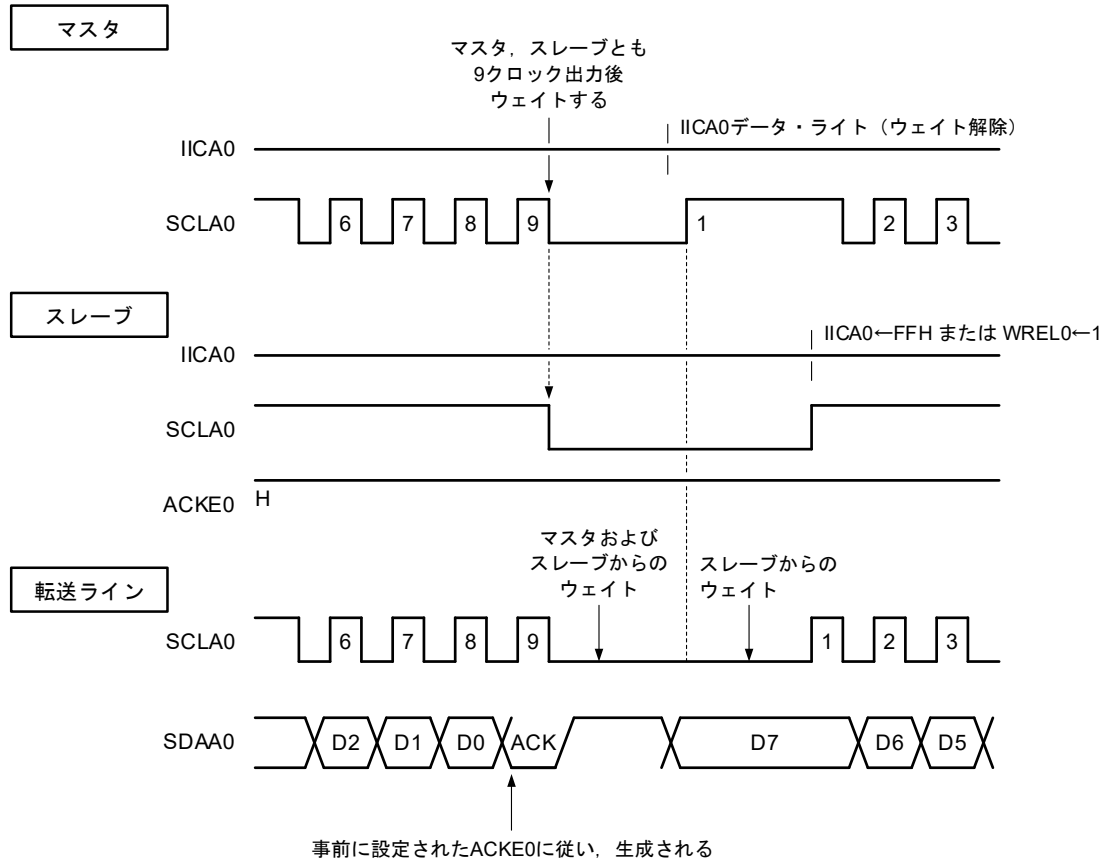 マスタ
マスタ，スレーブとも
9クロック出力後
ウェイトする
IICA0データ・ライト（ウェイト解除）
IICA0
SCLA0
6
7
8
9
1
2
3
スレーブ
IICA0←FFH または WREL0←1
IICA0
SCLA0
ACKE0
H
マスタおよび
スレーブからの
ウェイト
スレーブからの
ウェイト
転送ライン
SCLA0
6
7
8
9
1
2
3
SDAA0
D2
D1
D0
ACK
D7
D6
D5
事前に設定されたACKE0に従い，生成される